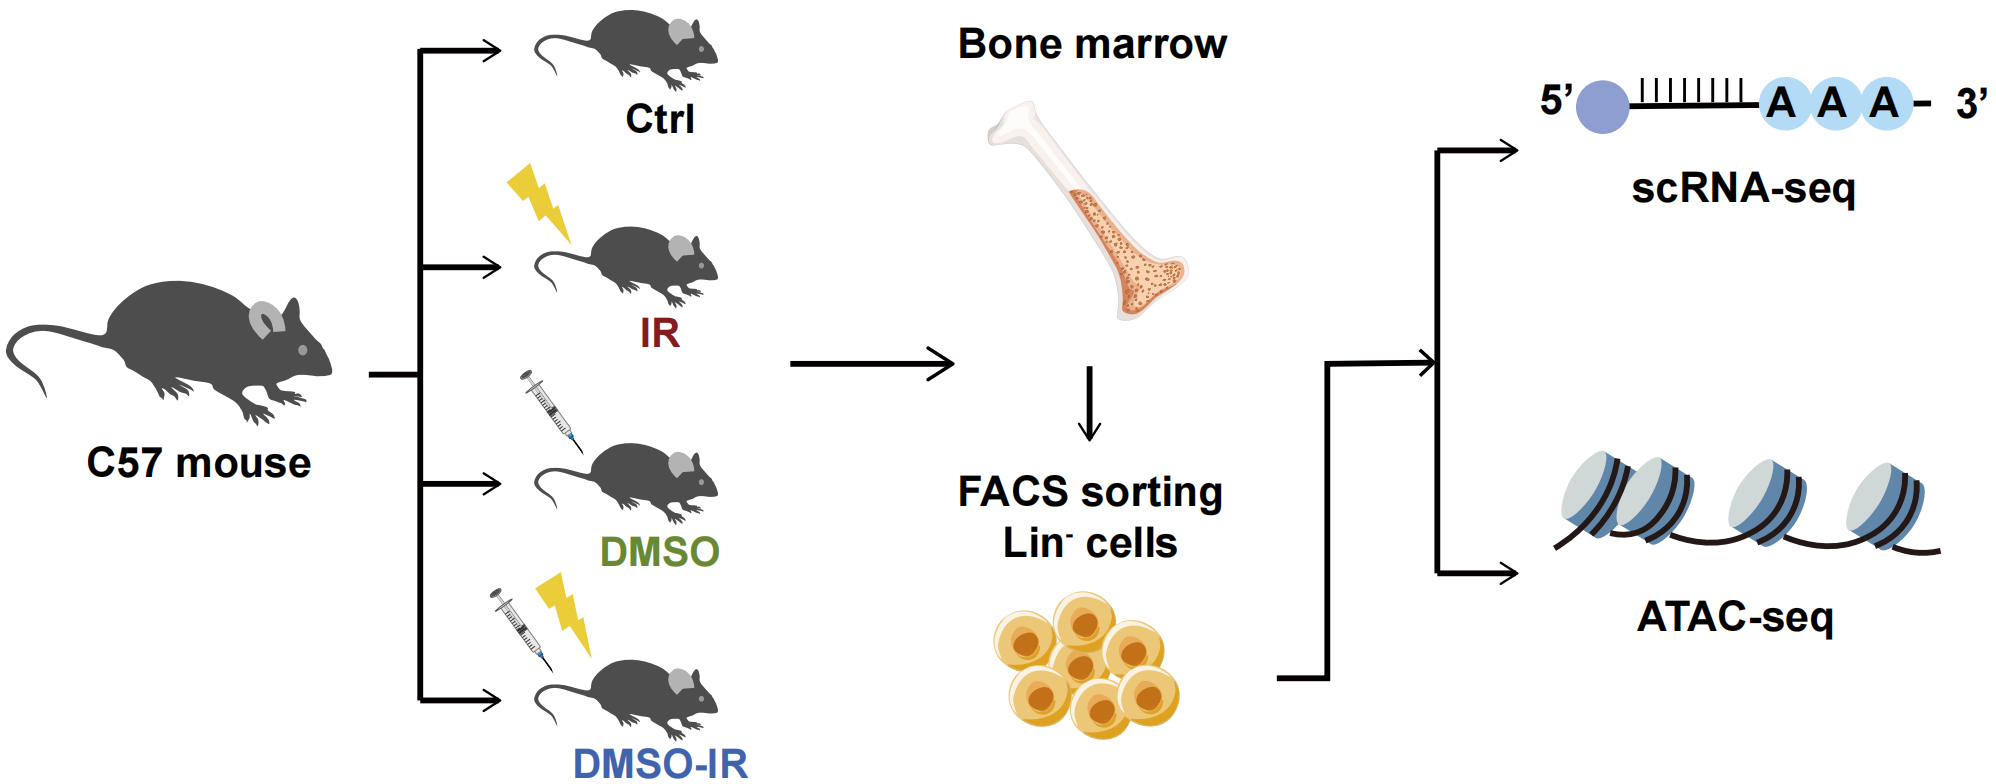 C57 mouse
Ctrl
IR
DMSO
DMSO-IR
Bone marrow
FACS sorting
Lin⁻ cells
5’ A A A 3’
scRNA-seq
ATAC-seq